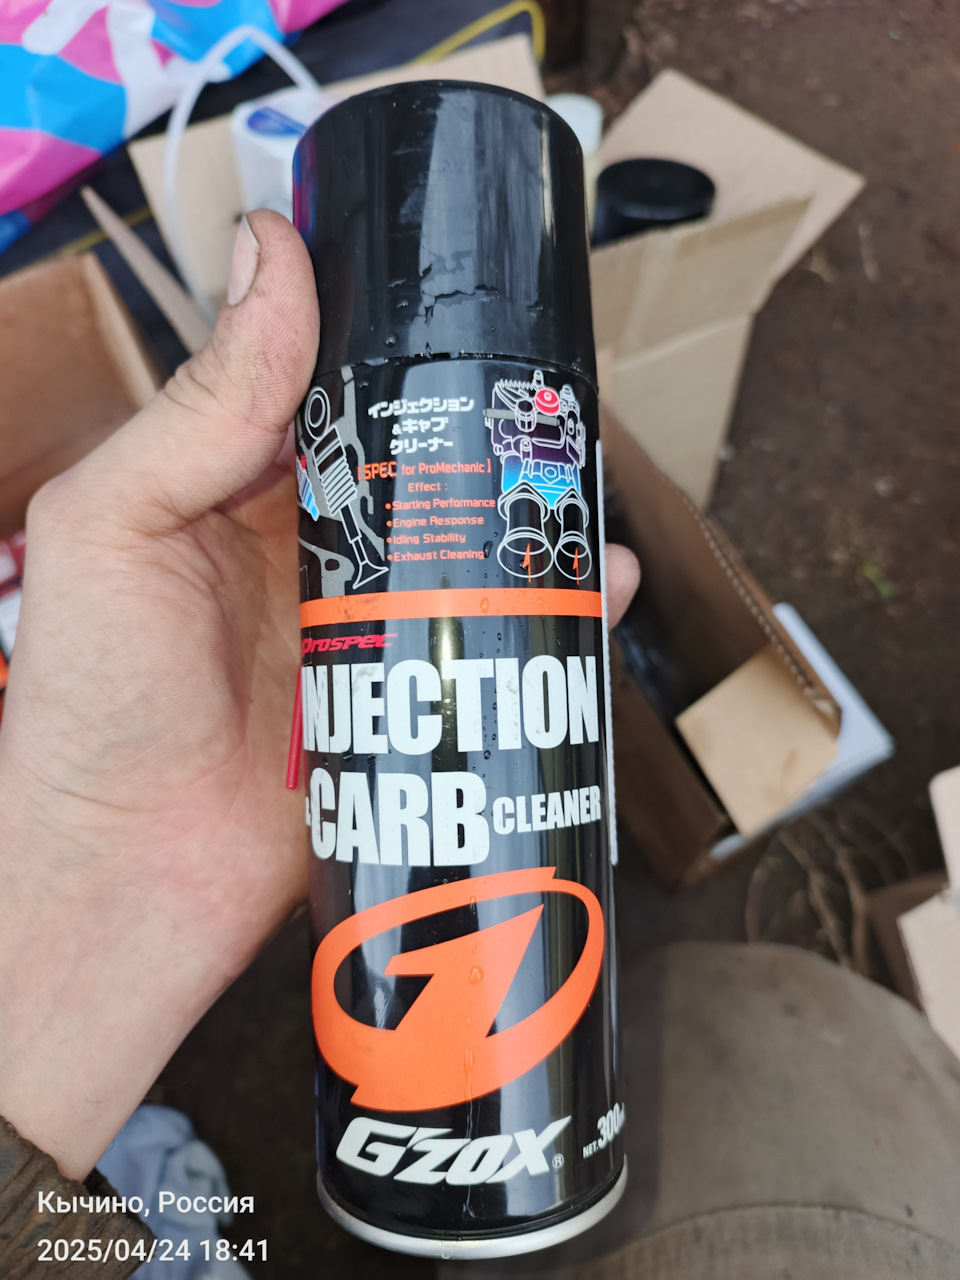 インジェクション
&キャブ
クリーナー
[SPEC for ProMechanic]
Effect :
•Starting Performance
•Engine Response
•Idling Stability
•Exhaust Cleaning
Prospec
INJECTION
&CARB CLEANER
G'ZOX®
NET.300ml
Кычино, Россия
2025/04/24 18:41